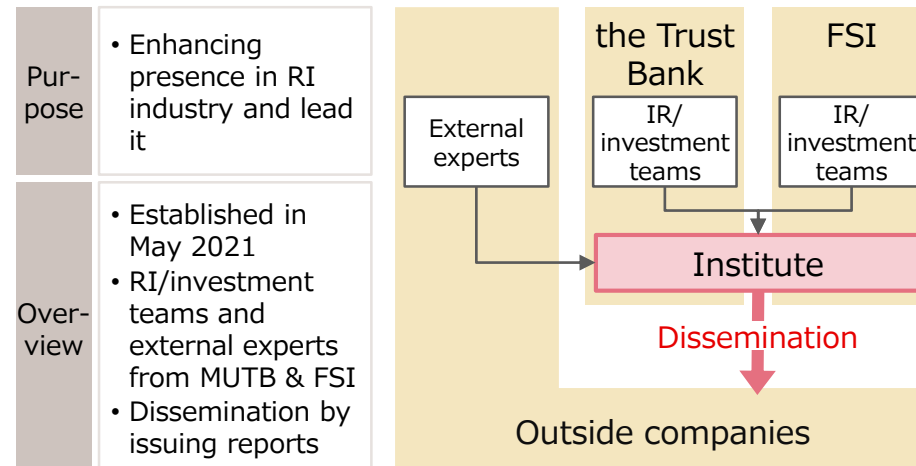 Pur-
pose
• Enhancing
presence in RI
industry and lead
it
Over-
view
• Established in
May 2021
• RI/investment
teams and
external experts
from MUTB & FSI
• Dissemination by
issuing reports
the Trust
Bank
FSI
External
experts
IR/
investment
teams
IR/
investment
teams
Institute
Dissemination
Outside companies